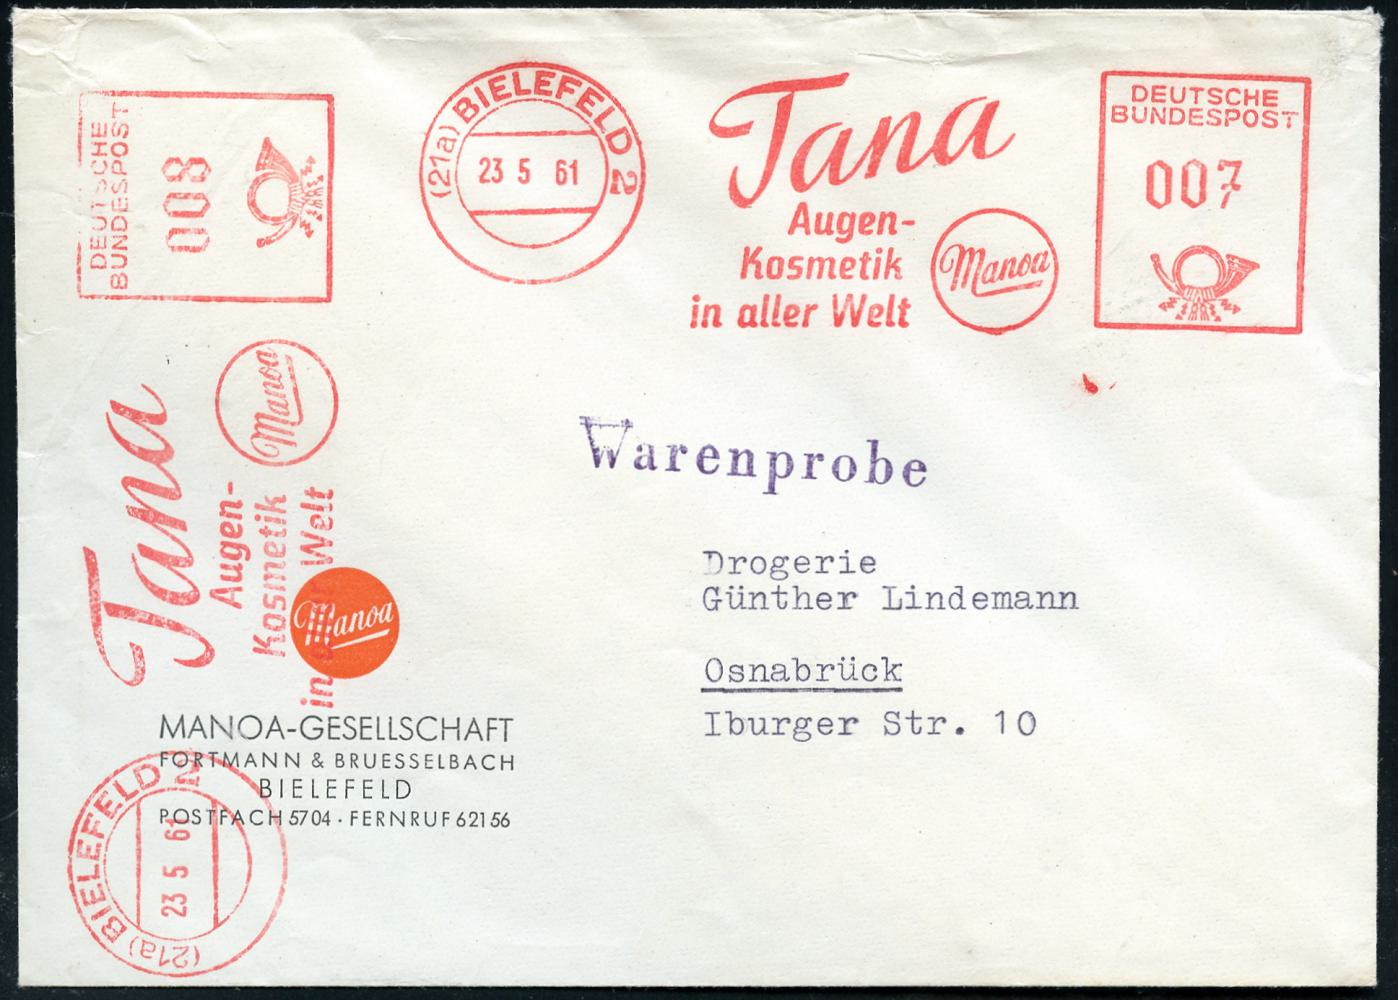 (21a) BIELEFELD 2
23 5 61
Tana
Augen-
Kosmetik
in aller Welt
Manoa
DEUTSCHE
BUNDESPOST
007
DEUTSCHE
BUNDESPOST
008
Manoa
Tana
Augen-
Kosmetik
in aller Welt
Manoa
Warenprobe
Drogerie
Günther Lindemann
Osnabrück
Iburger Str. 10
MANOA-GESELLSCHAFT
FORTMANN & BRUESSELBACH
BIELEFELD
POSTFACH 5704 · FERNRUF 62156
(21a) BIELEFELD 2
23 5 61